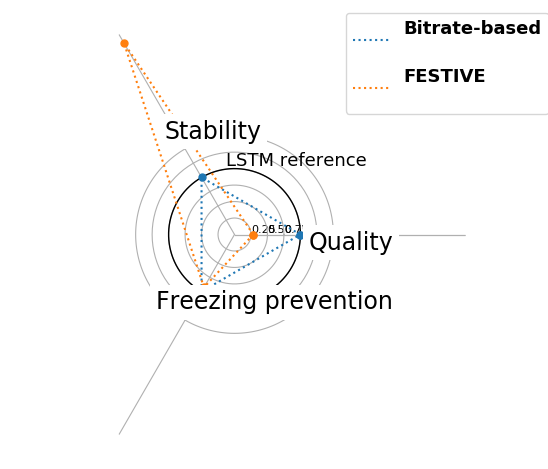 Bitrate-based
FESTIVE
Stability
LSTM reference
Quality
Freezing prevention